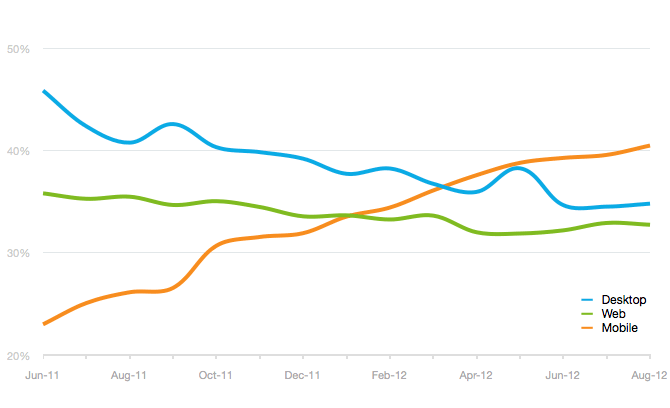 50%
40%
30%
20%
Desktop
Web
Mobile
Jun-11 Aug-11 Oct-11 Dec-11 Feb-12 Apr-12 Jun-12 Aug-12